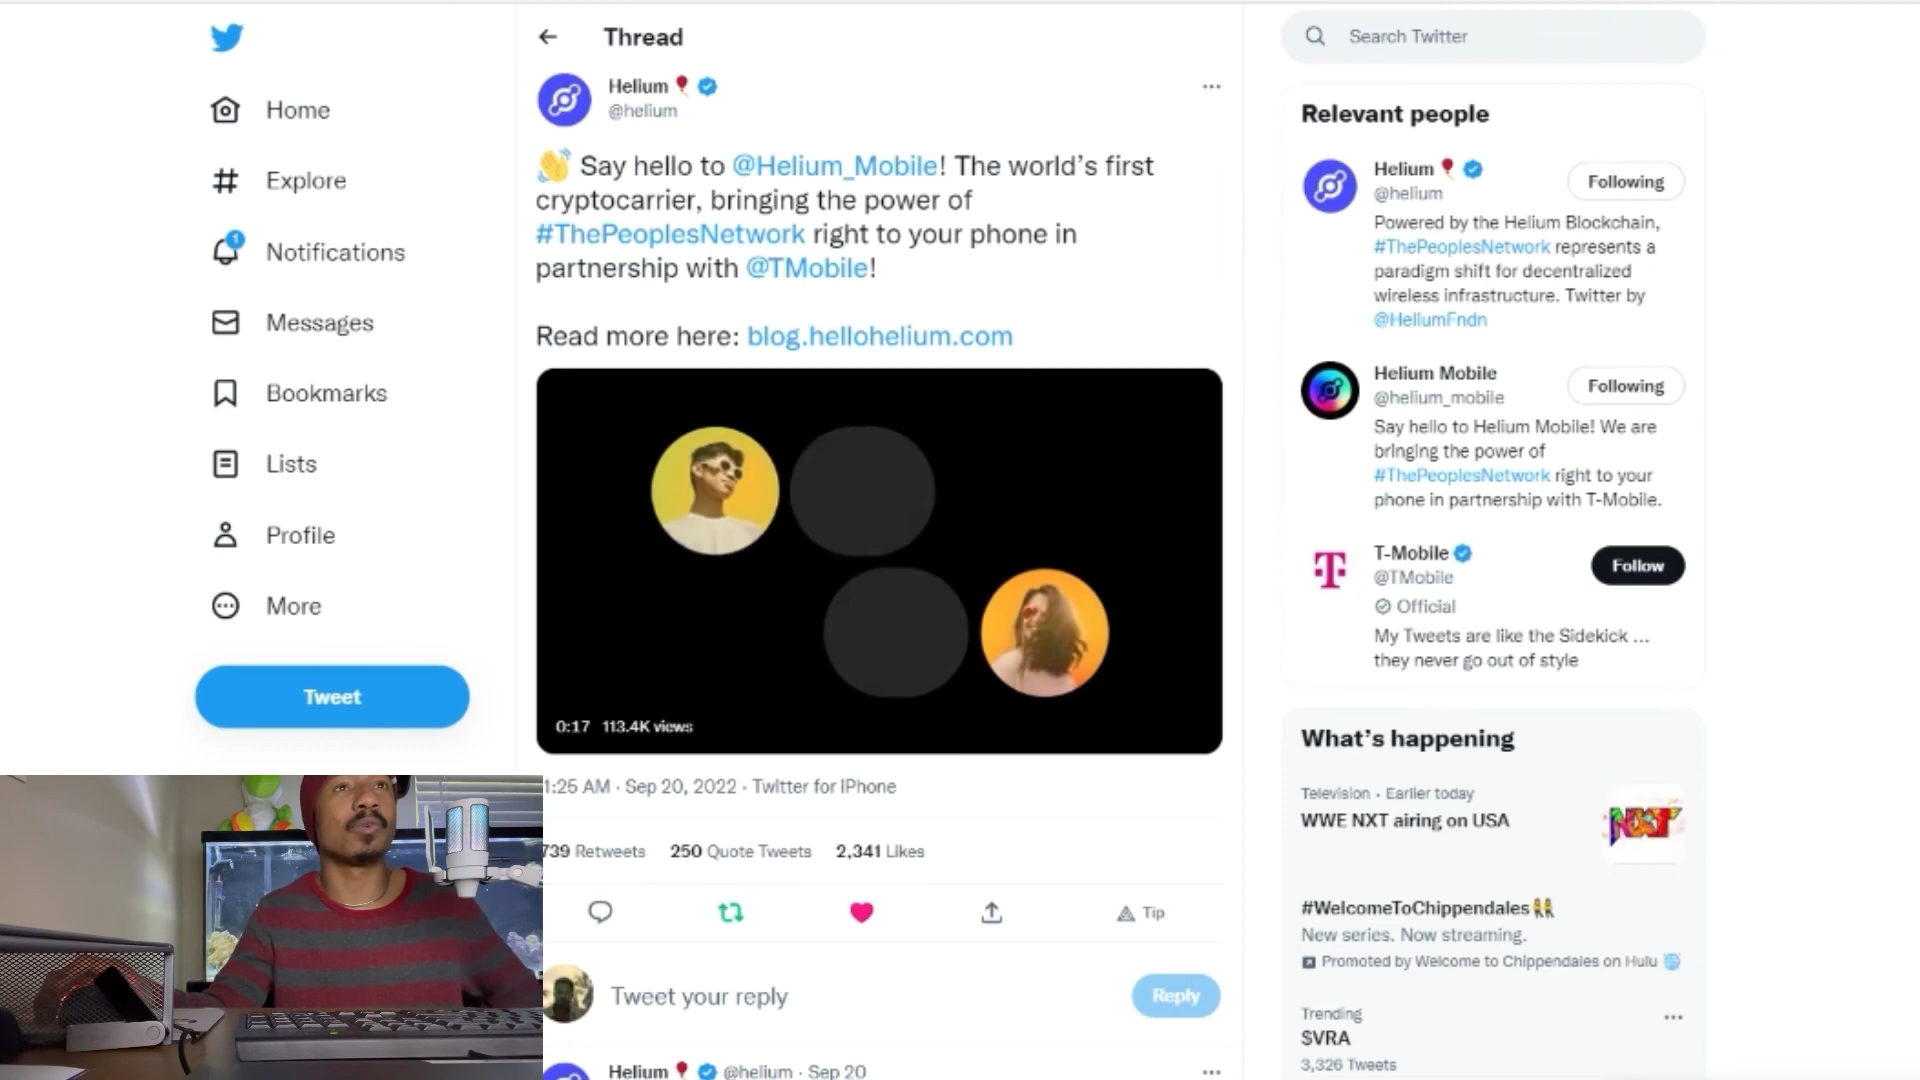 Home
Explore
1
Notifications
Messages
Bookmarks
Lists
Profile
More
Tweet
Thread
Helium
@helium
Say hello to @Helium_Mobile! The world's first
cryptocarrier, bringing the power of
#ThePeoplesNetwork right to your phone in
partnership with @TMobile!
Read more here: blog.hellohelium.com
0:17 113.4K views
1:25 AM · Sep 20, 2022 · Twitter for iPhone
739 Retweets 250 Quote Tweets 2,341 Likes
Tip
Tweet your reply
Reply
Helium @helium · Sep 20
Search Twitter
Relevant people
Helium
@helium
Following
Powered by the Helium Blockchain,
#ThePeoplesNetwork represents a
paradigm shift for decentralized
wireless infrastructure. Twitter by
@HeliumFndn
Helium Mobile
@helium_mobile
Following
Say hello to Helium Mobile! We are
bringing the power of
#ThePeoplesNetwork right to your
phone in partnership with T-Mobile.
T
T-Mobile
@TMobile
Follow
Official
My Tweets are like the Sidekick ...
they never go out of style
What's happening
Television · Earlier today
WWE NXT airing on USA
NXT
#WelcomeToChippendales
New series. Now streaming.
Promoted by Welcome to Chippendales on Hulu
Trending
$VRA
3,326 Tweets